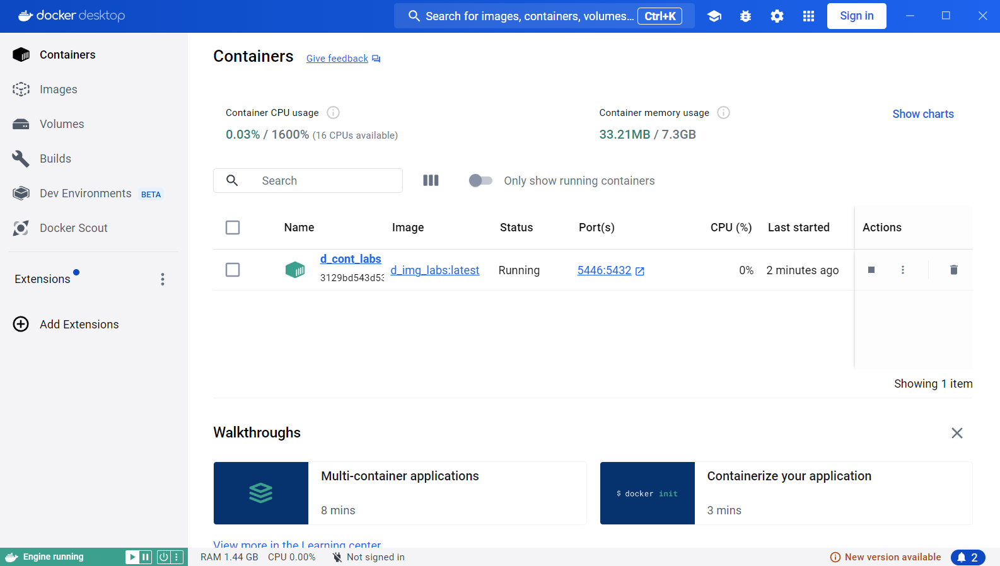 docker desktop
Search for images, containers, volumes... Ctrl+K
Sign in
Containers
Images
Volumes
Builds
Dev Environments BETA
Docker Scout
Extensions
Add Extensions
Containers Give feedback
Container CPU usage
0.03% / 1600% (16 CPUs available)
Container memory usage
33.21MB / 7.3GB
Show charts
Search
Only show running containers
Name Image Status Port(s) CPU (%) Last started Actions
d_cont_labs
3129bd543d53
d_img_labs:latest Running 5446:5432 0% 2 minutes ago
Showing 1 item
Walkthroughs
Multi-container applications
8 mins
$ docker init
Containerize your application
3 mins
View more in the Learning center
Engine running
RAM 1.44 GB CPU 0.00% Not signed in
New version available 2